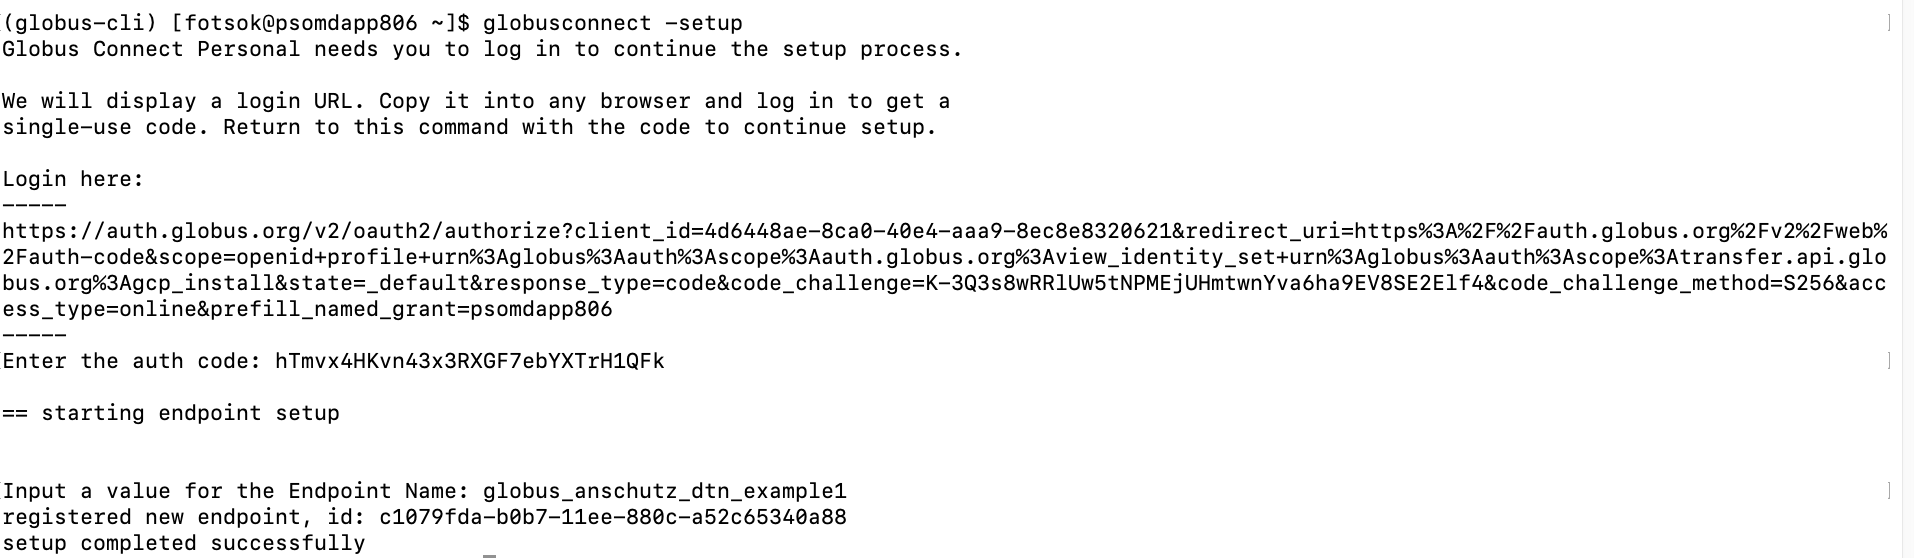 (globus-cli) [fotsok@psomdapp806 ~]$ globusconnect -setup
Globus Connect Personal needs you to log in to continue the setup process.
We will display a login URL. Copy it into any browser and log in to get a
single-use code. Return to this command with the code to continue setup.
Login here:
-----
https://auth.globus.org/v2/oauth2/authorize?client_id=4d6448ae-8ca0-40e4-aaa9-8ec8e8320621&redirect_uri=https%3A%2F%2Fauth.globus.org%2Fv2%2Fweb%
2Fauth-code&scope=openid+profile+urn%3Aglobus%3Aauth%3Ascope%3Aauth.globus.org%3Aview_identity_set+urn%3Aglobus%3Aauth%3Ascope%3Atransfer.api.glo
bus.org%3Agcp_install&state=_default&response_type=code&code_challenge=K-3Q3s8wRRlUw5tNPMEjUHmtwnYva6ha9EV8SE2Elf4&code_challenge_method=S256&acc
ess_type=online&prefill_named_grant=psomdapp806
-----
Enter the auth code: hTmvx4HKvn43x3RXGF7ebYXTrH1QFk
== starting endpoint setup
Input a value for the Endpoint Name: globus_anschutz_dtn_example1
registered new endpoint, id: c1079fda-b0b7-11ee-880c-a52c65340a88
setup completed successfully